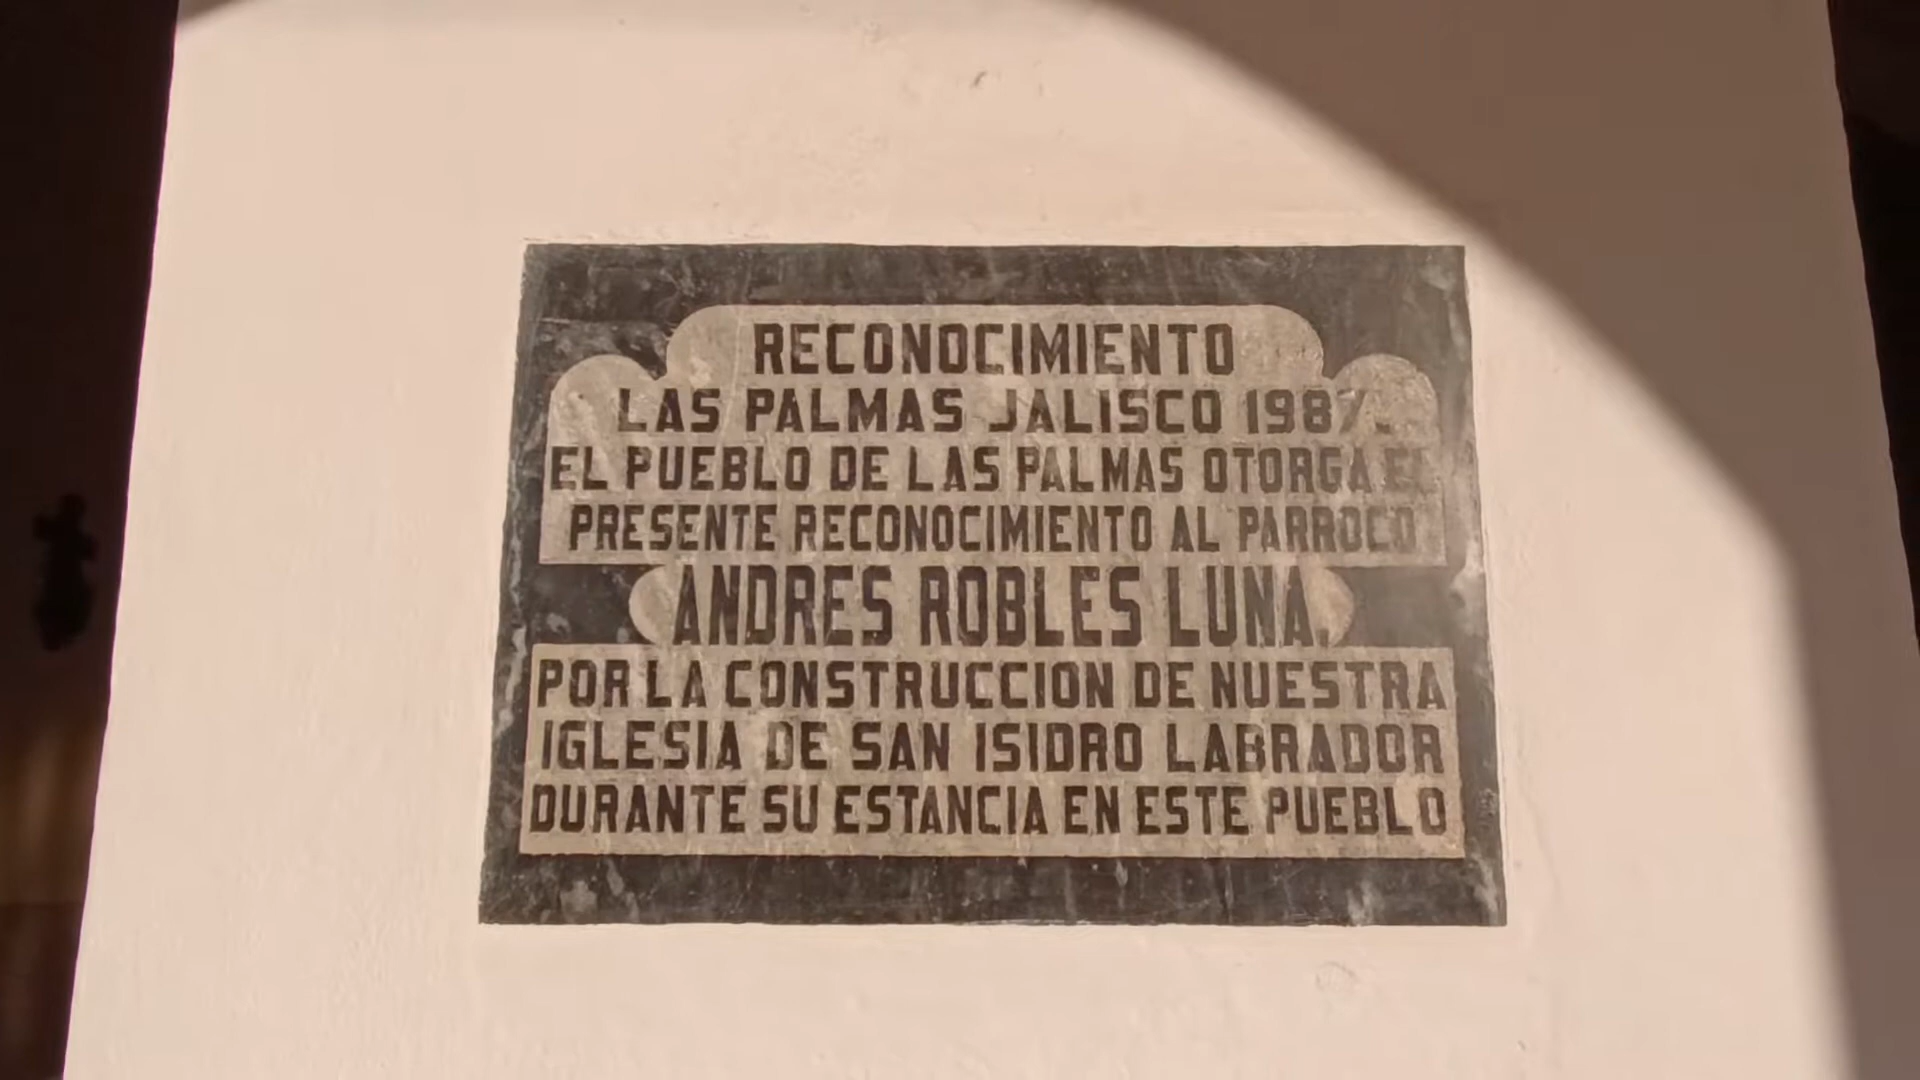 RECONOCIMIENTO
LAS PALMAS JALISCO 1987.
EL PUEBLO DE LAS PALMAS OTORGA EL
PRESENTE RECONOCIMIENTO AL PARROCO
ANDRES ROBLES LUNA.
POR LA CONSTRUCCION DE NUESTRA
IGLESIA DE SAN ISIDRO LABRADOR
DURANTE SU ESTANCIA EN ESTE PUEBLO